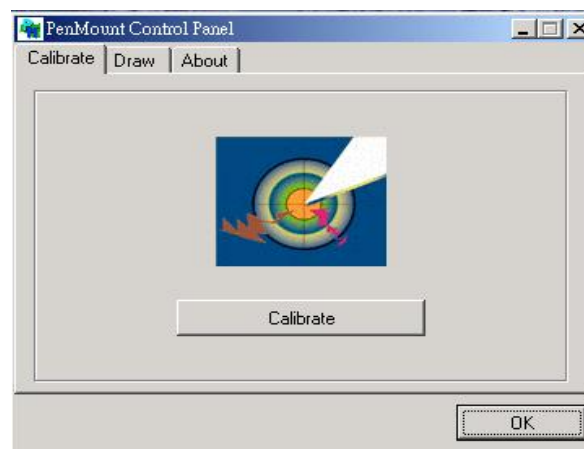 PenMount Control Panel
Calibrate Draw About
Calibrate
OK